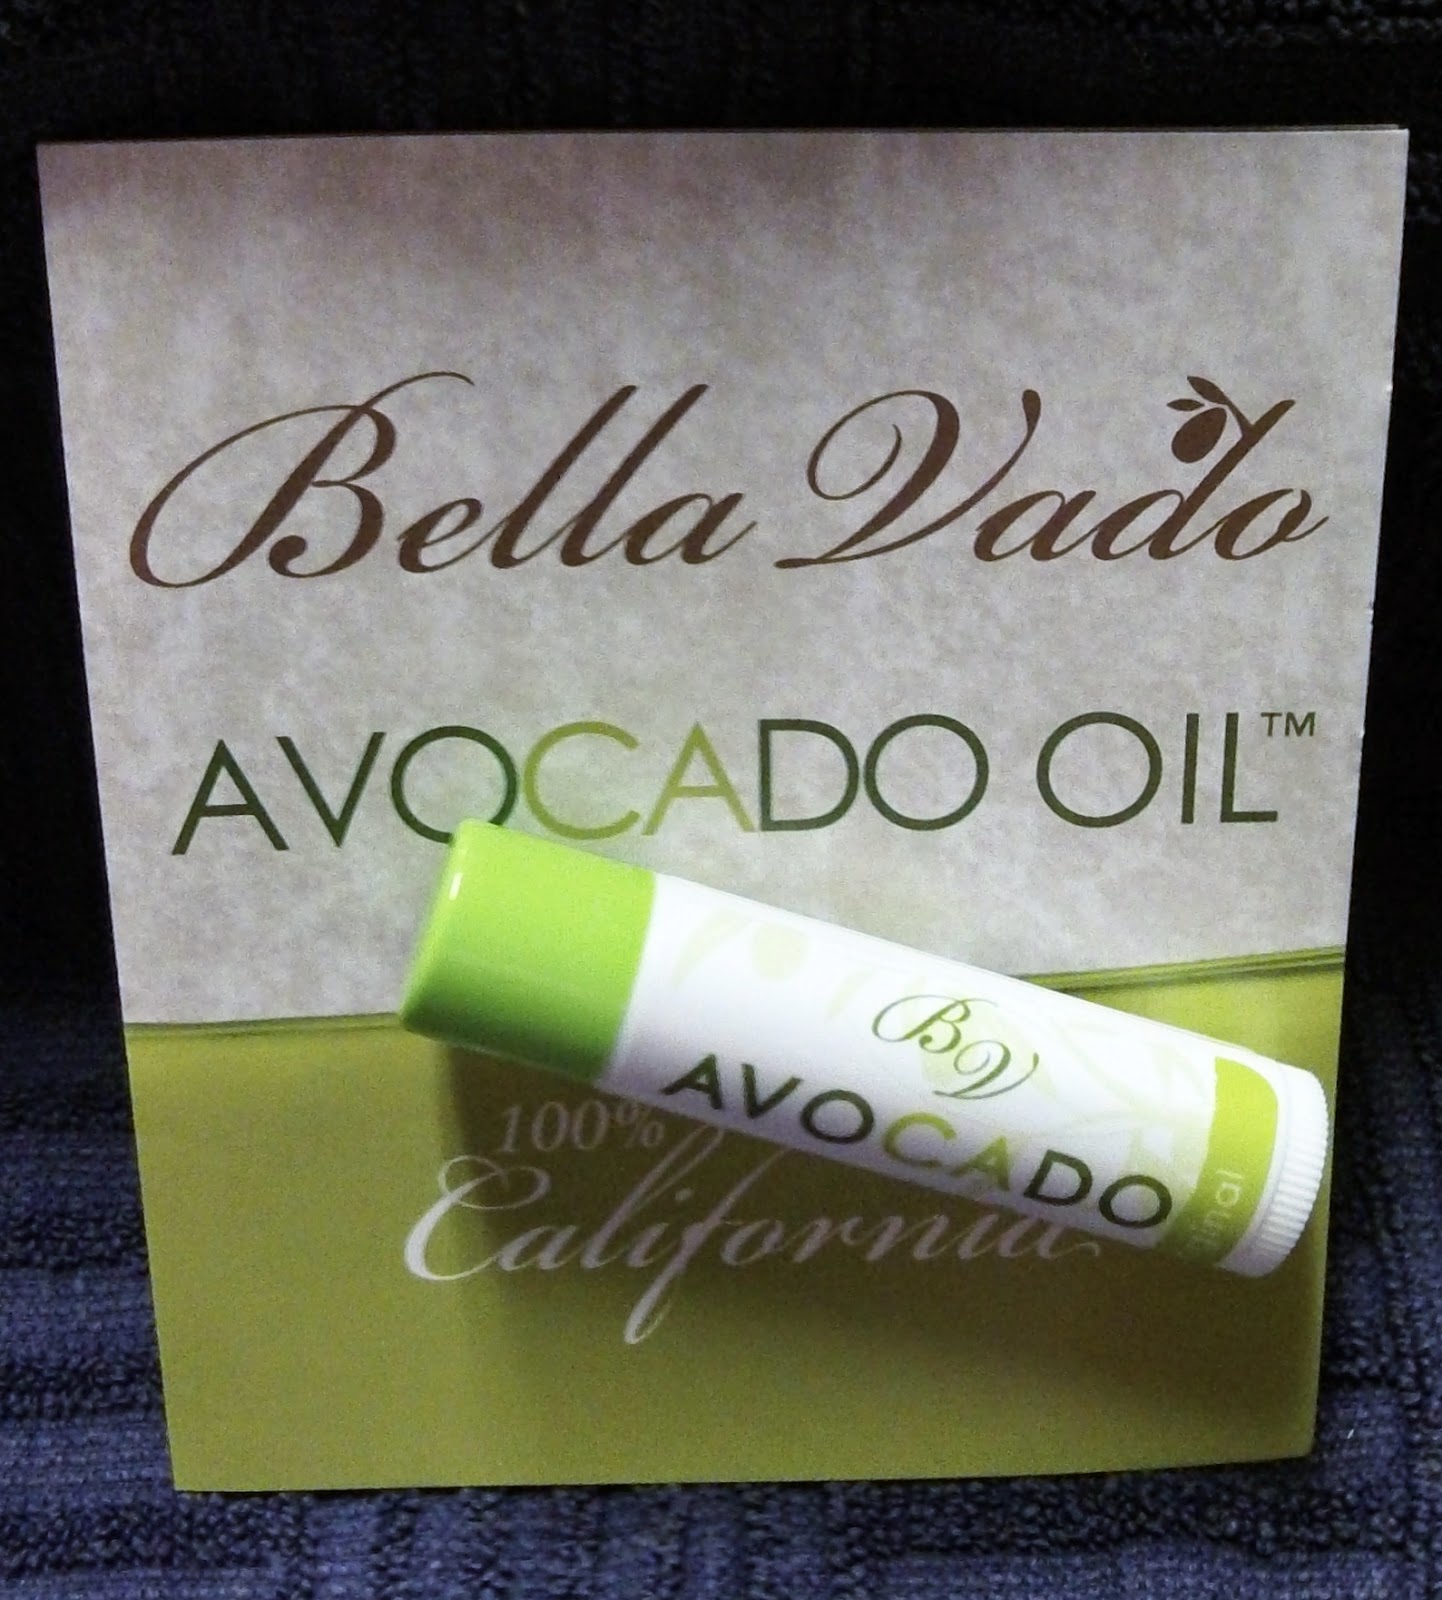 Bella Vado
AVOCADO OIL™
BV
AVOCADO
100%
California